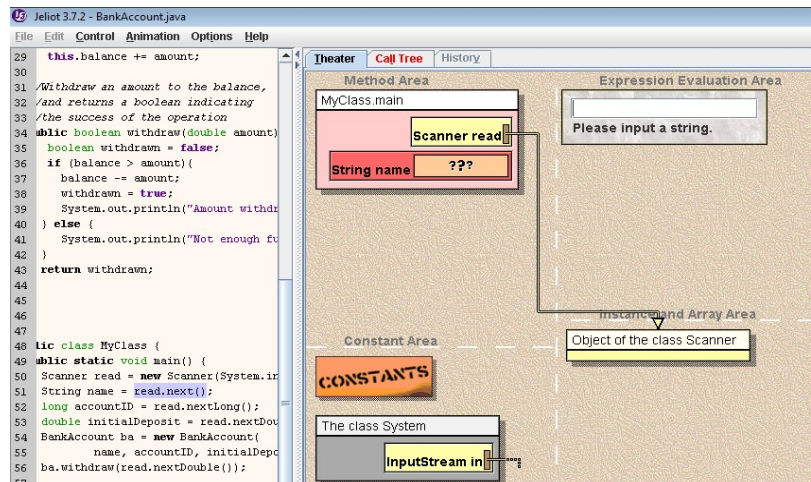 Jeliot 3.7.2 - BankAccount.java
File Edit Control Animation Options Help
29 this.balance += amount;
30
31 /Withdraw an amount to the balance,
32 /and returns a boolean indicating
33 /the success of the operation
34 ublic boolean withdraw(double amount)
35 boolean withdrawn = false;
36 if (balance > amount){
37 balance -= amount;
38 withdrawn = true;
39 System.out.println("Amount withdr
40 } else {
41 System.out.println("Not enough fu
42 }
43 return withdrawn;
44
45
46
47
48 lic class MyClass {
49 ublic static void main() {
50 Scanner read = new Scanner(System.in
51 String name = read.next();
52 long accountID = read.nextLong();
53 double initialDeposit = read.nextDou
54 BankAccount ba = new BankAccount(
55 name, accountID, initialDepo
56 ba.withdraw(read.nextDouble());
Theater Call Tree History
Method Area
MyClass.main
Scanner read
String name ???
Expression Evaluation Area
Please input a string.
Instance and Array Area
Object of the class Scanner
Constant Area
CONSTANTS
The class System
InputStream in